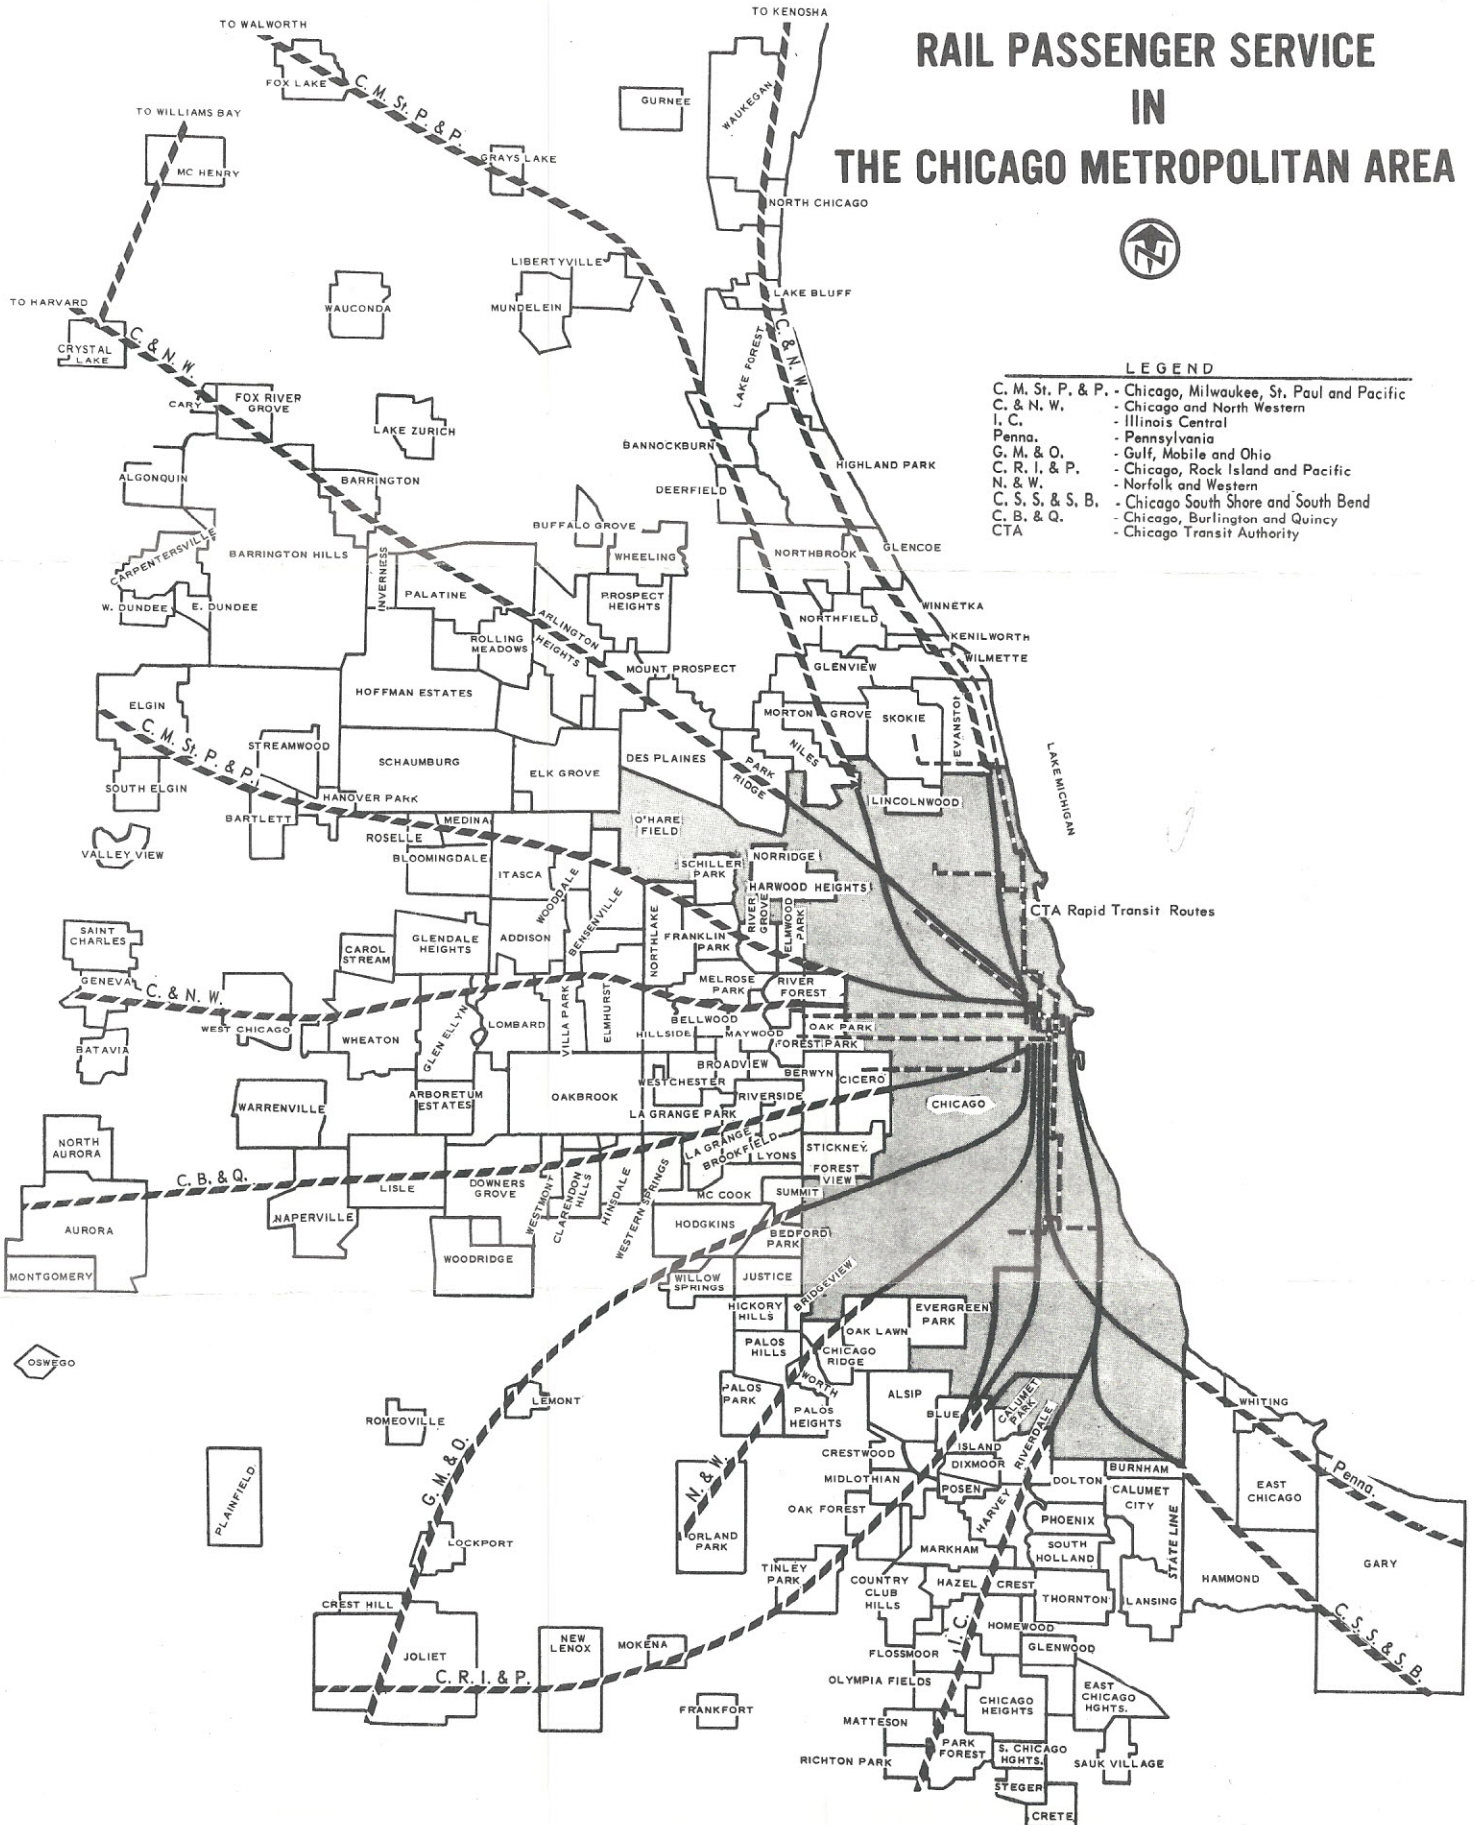 RAIL PASSENGER SERVICE
IN
THE CHICAGO METROPOLITAN AREA
N
LEGEND
C. M. St. P. & P. - Chicago, Milwaukee, St. Paul and Pacific
C. & N. W. - Chicago and North Western
I. C. - Illinois Central
Penna. - Pennsylvania
G. M. & O. - Gulf, Mobile and Ohio
C. R. I. & P. - Chicago, Rock Island and Pacific
N. & W. - Norfolk and Western
C. S. S. & S. B. - Chicago South Shore and South Bend
C. B. & Q. - Chicago, Burlington and Quincy
CTA - Chicago Transit Authority
TO KENOSHA
TO WALWORTH
FOX LAKE
C. M. St. P. & P.
GURNEE
WAUKEGAN
TO WILLIAMS BAY
MC HENRY
GRAYS LAKE
NORTH CHICAGO
LIBERTYVILLE
MUNDELEIN
WAUCONDA
LAKE BLUFF
TO HARVARD
CRYSTAL
LAKE
C. & N. W.
LAKE FOREST
C. & N. W.
CARY
FOX RIVER
GROVE
LAKE ZURICH
BANNOCKBURN
HIGHLAND PARK
DEERFIELD
ALGONQUIN
BARRINGTON
BUFFALO GROVE
WHEELING
NORTHBROOK
GLENCOE
CARPENTERSVILLE
BARRINGTON HILLS
INVERNESS
PALATINE
PROSPECT
HEIGHTS
W. DUNDEE
E. DUNDEE
ARLINGTON
HEIGHTS
ROLLING
MEADOWS
NORTHFIELD
WINNETKA
KENILWORTH
WILMETTE
MOUNT PROSPECT
GLENVIEW
HOFFMAN ESTATES
ELGIN
C. M. St. P. & P.
MORTON GROVE
SKOKIE
EVANSTON
STREAMWOOD
SCHAUMBURG
ELK GROVE
DES PLAINES
PARK
RIDGE
NILES
LAKE MICHIGAN
SOUTH ELGIN
HANOVER PARK
BARTLETT
LINCOLNWOOD
MEDINA
ROSELLE
O'HARE
FIELD
VALLEY VIEW
BLOOMINGDALE
ITASCA
WOODDALE
BENSENVILLE
SCHILLER
PARK
NORRIDGE
HARWOOD HEIGHTS
RIVER
GROVE
ELMWOOD
PARK
CTA Rapid Transit Routes
SAINT
CHARLES
CAROL
STREAM
GLENDALE
HEIGHTS
ADDISON
NORTHLAKE
FRANKLIN
PARK
GENEVA
C. & N. W.
WEST CHICAGO
MELROSE
PARK
RIVER
FOREST
BATAVIA
WHEATON
GLEN ELLYN
LOMBARD
VILLA PARK
ELMHURST
BELLWOOD
HILLSIDE
MAYWOOD
OAK PARK
FOREST PARK
BROADVIEW
BERWYN
CICERO
WESTCHESTER
RIVERSIDE
CHICAGO
WARRENVILLE
ARBORETUM
ESTATES
OAKBROOK
LA GRANGE PARK
NORTH
AURORA
LA GRANGE
BROOKFIELD
LYONS
STICKNEY
FOREST
VIEW
C. B. & Q.
LISLE
DOWNERS
GROVE
WESTMONT
CLARENDON
HILLS
HINSDALE
WESTERN SPRINGS
MC COOK
SUMMIT
AURORA
NAPERVILLE
HODGKINS
BEDFORD
PARK
MONTGOMERY
WOODRIDGE
WILLOW
SPRINGS
JUSTICE
BRIDGEVIEW
HICKORY
HILLS
EVERGREEN
PARK
OAK LAWN
OSWEGO
PALOS
HILLS
CHICAGO
RIDGE
LEMONT
PALOS
PARK
WORTH
PALOS
HEIGHTS
ALSIP
BLUE
ISLAND
CALUMET
PARK
RIVERDALE
WHITING
ROMEOVILLE
G. M. & O.
PLAINFIELD
N. & W.
CRESTWOOD
MIDLOTHIAN
DIXMOOR
POSEN
DOLTON
BURNHAM
CALUMET
CITY
EAST
CHICAGO
Penna.
OAK FOREST
HARVEY
PHOENIX
STATE LINE
LOCKPORT
ORLAND
PARK
MARKHAM
SOUTH
HOLLAND
GARY
TINLEY
PARK
COUNTRY
CLUB
HILLS
HAZEL CREST
THORNTON
LANSING
HAMMOND
CREST HILL
C. S. S. & S. B.
I. C.
HOMEWOOD
JOLIET
NEW
LENOX
MOKENA
FLOSSMOOR
GLENWOOD
C. R. I. & P.
OLYMPIA FIELDS
FRANKFORT
CHICAGO
HEIGHTS
EAST
CHICAGO
HGHTS.
MATTESON
PARK
FOREST
S. CHICAGO
HGHTS.
RICHTON PARK
SAUK VILLAGE
STEGER
CRETE